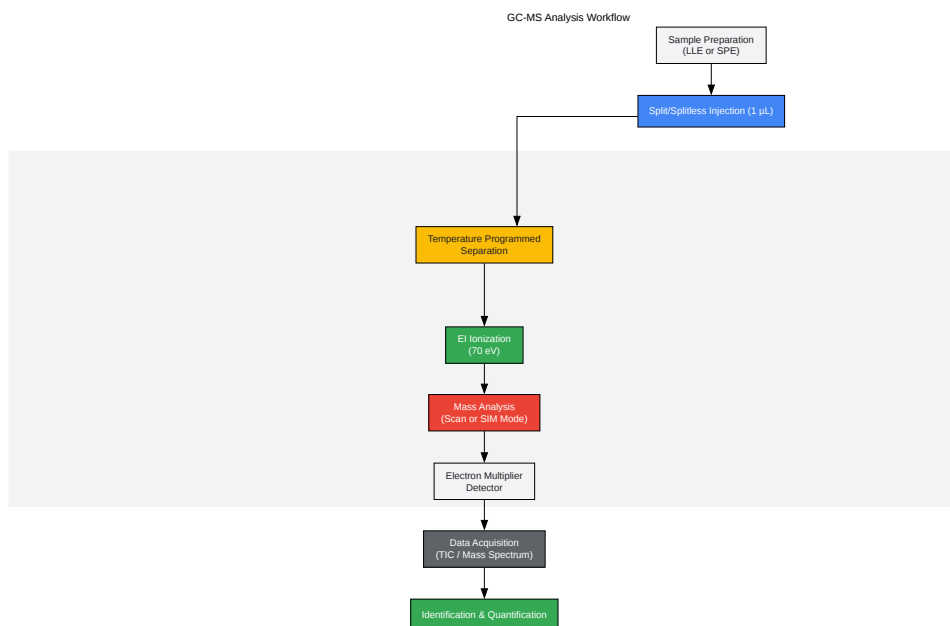 GC-MS Analysis Workflow
Sample Preparation
(LLE or SPE)
Split/Splitless Injection (1 µL)
Temperature Programmed
Separation
EI Ionization
(70 eV)
Mass Analysis
(Scan or SIM Mode)
Electron Multiplier
Detector
Data Acquisition
(TIC / Mass Spectrum)
Identification & Quantification